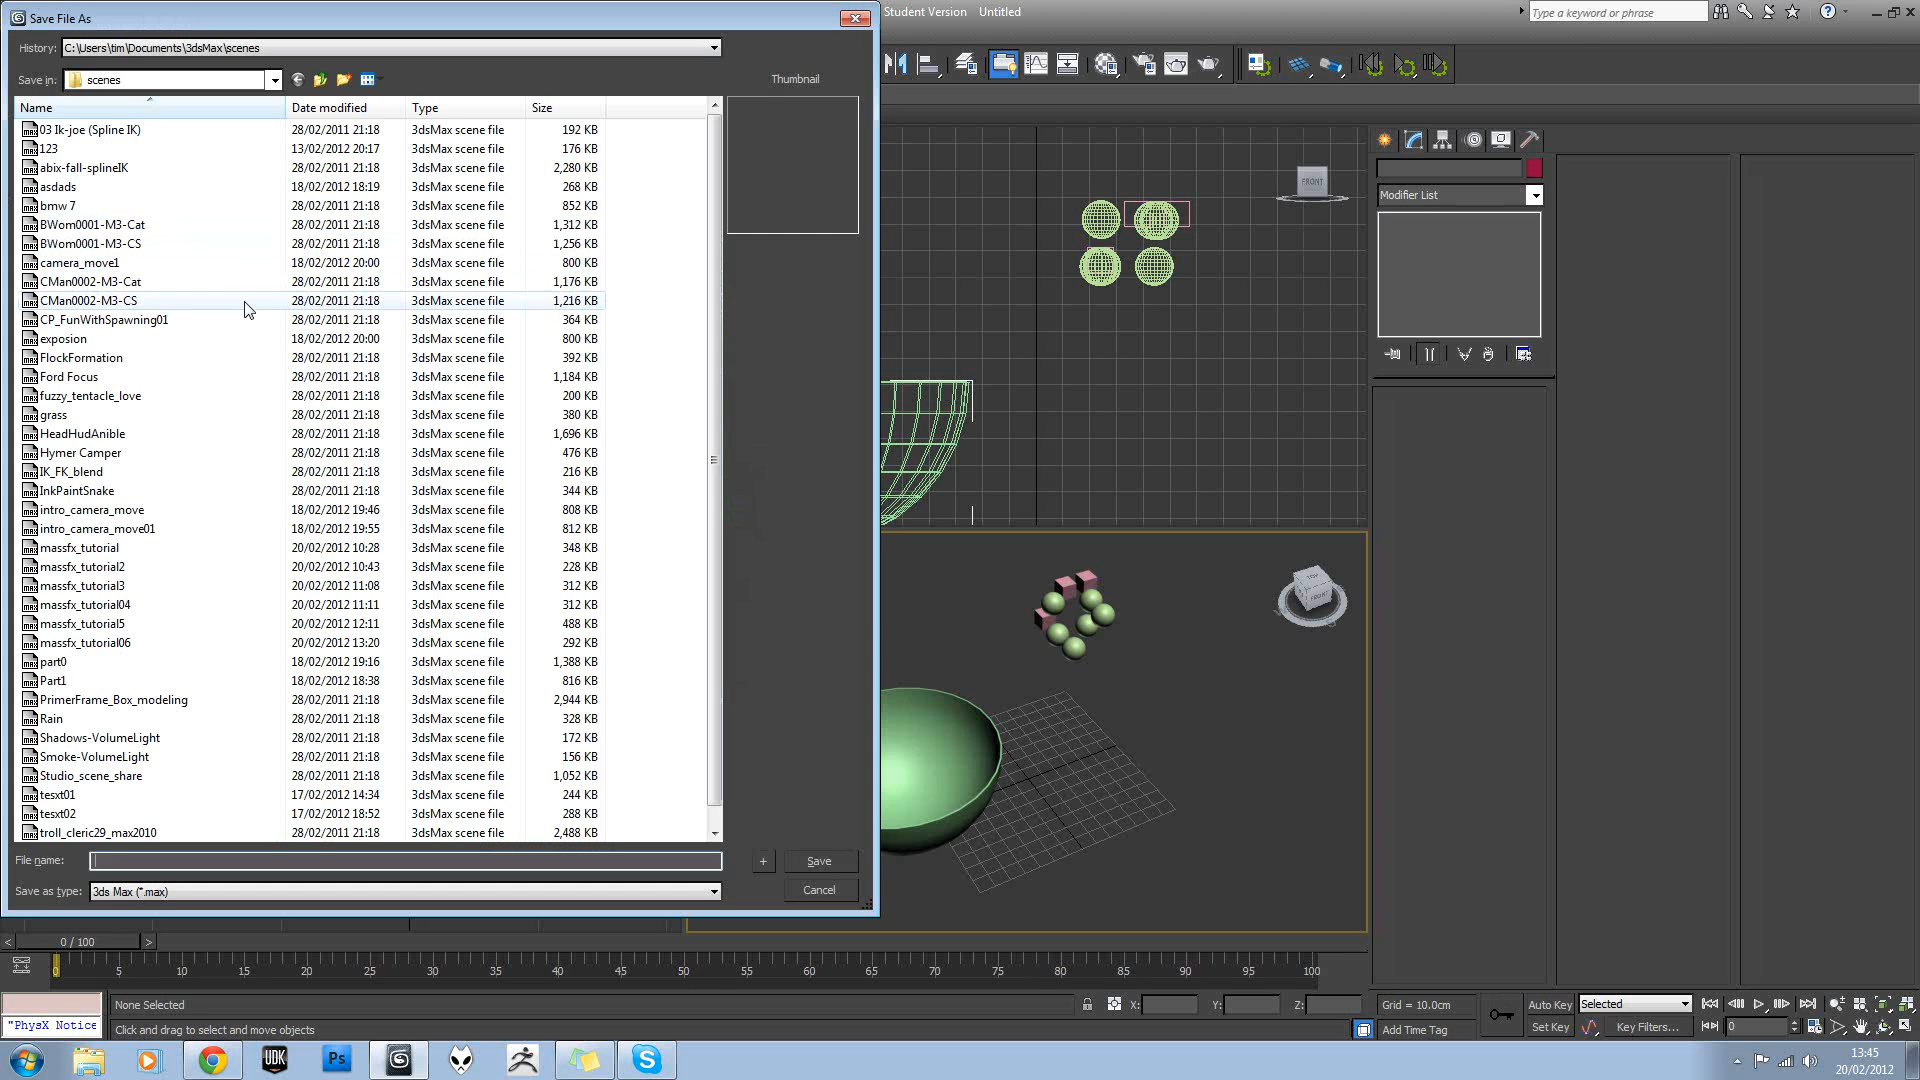 Save File As
Student Version Untitled
Type a keyword or phrase
History: C:\Users\tim\Documents\3dsMax\scenes
Save in: scenes
Thumbnail
Name Date modified Type Size
03 Ik-joe (Spline IK) 28/02/2011 21:18 3dsMax scene file 192 KB
123 13/02/2012 20:17 3dsMax scene file 176 KB
abix-fall-splineIK 28/02/2011 21:18 3dsMax scene file 2,280 KB
asdads 18/02/2012 18:19 3dsMax scene file 268 KB
bmw 7 28/02/2011 21:18 3dsMax scene file 852 KB
BWom0001-M3-Cat 28/02/2011 21:18 3dsMax scene file 1,312 KB
BWom0001-M3-CS 28/02/2011 21:18 3dsMax scene file 1,256 KB
camera_move1 18/02/2012 20:00 3dsMax scene file 800 KB
CMan0002-M3-Cat 28/02/2011 21:18 3dsMax scene file 1,176 KB
CMan0002-M3-CS 28/02/2011 21:18 3dsMax scene file 1,216 KB
CP_FunWithSpawning01 28/02/2011 21:18 3dsMax scene file 364 KB
exposion 18/02/2012 20:00 3dsMax scene file 800 KB
FlockFormation 28/02/2011 21:18 3dsMax scene file 392 KB
Ford Focus 28/02/2011 21:18 3dsMax scene file 1,184 KB
fuzzy_tentacle_love 28/02/2011 21:18 3dsMax scene file 200 KB
grass 28/02/2011 21:18 3dsMax scene file 380 KB
HeadHudAnible 28/02/2011 21:18 3dsMax scene file 1,696 KB
Hymer Camper 28/02/2011 21:18 3dsMax scene file 476 KB
IK_FK_blend 28/02/2011 21:18 3dsMax scene file 216 KB
InkPaintSnake 28/02/2011 21:18 3dsMax scene file 344 KB
intro_camera_move 18/02/2012 19:46 3dsMax scene file 808 KB
intro_camera_move01 18/02/2012 19:55 3dsMax scene file 812 KB
massfx_tutorial 20/02/2012 10:28 3dsMax scene file 348 KB
massfx_tutorial2 20/02/2012 10:43 3dsMax scene file 228 KB
massfx_tutorial3 20/02/2012 11:08 3dsMax scene file 312 KB
massfx_tutorial04 20/02/2012 11:11 3dsMax scene file 312 KB
massfx_tutorial5 20/02/2012 12:11 3dsMax scene file 488 KB
massfx_tutorial06 20/02/2012 13:20 3dsMax scene file 292 KB
part0 18/02/2012 19:16 3dsMax scene file 1,388 KB
Part1 18/02/2012 18:38 3dsMax scene file 816 KB
PrimerFrame_Box_modeling 28/02/2011 21:18 3dsMax scene file 2,944 KB
Rain 28/02/2011 21:18 3dsMax scene file 328 KB
Shadows-VolumeLight 28/02/2011 21:18 3dsMax scene file 172 KB
Smoke-VolumeLight 28/02/2011 21:18 3dsMax scene file 156 KB
Studio_scene_share 28/02/2011 21:18 3dsMax scene file 1,052 KB
tesxt01 17/02/2012 14:34 3dsMax scene file 244 KB
tesxt02 17/02/2012 18:52 3dsMax scene file 288 KB
troll_cleric29_max2010 28/02/2011 21:18 3dsMax scene file 2,488 KB
File name: + Save
Save as type: 3ds Max (*.max) Cancel
FRONT
Modifier List
TOP
FRONT
< 0 / 100 >
0 5 10 15 20 25 30 35 40 45 50 55 60 65 70 75 80 85 90 95 100
None Selected X: Y: Z: Grid = 10.0cm Auto Key Selected
"PhysX Notice Click and drag to select and move objects Add Time Tag Set Key Key Filters... 0
UDK Ps
13:45
20/02/2012